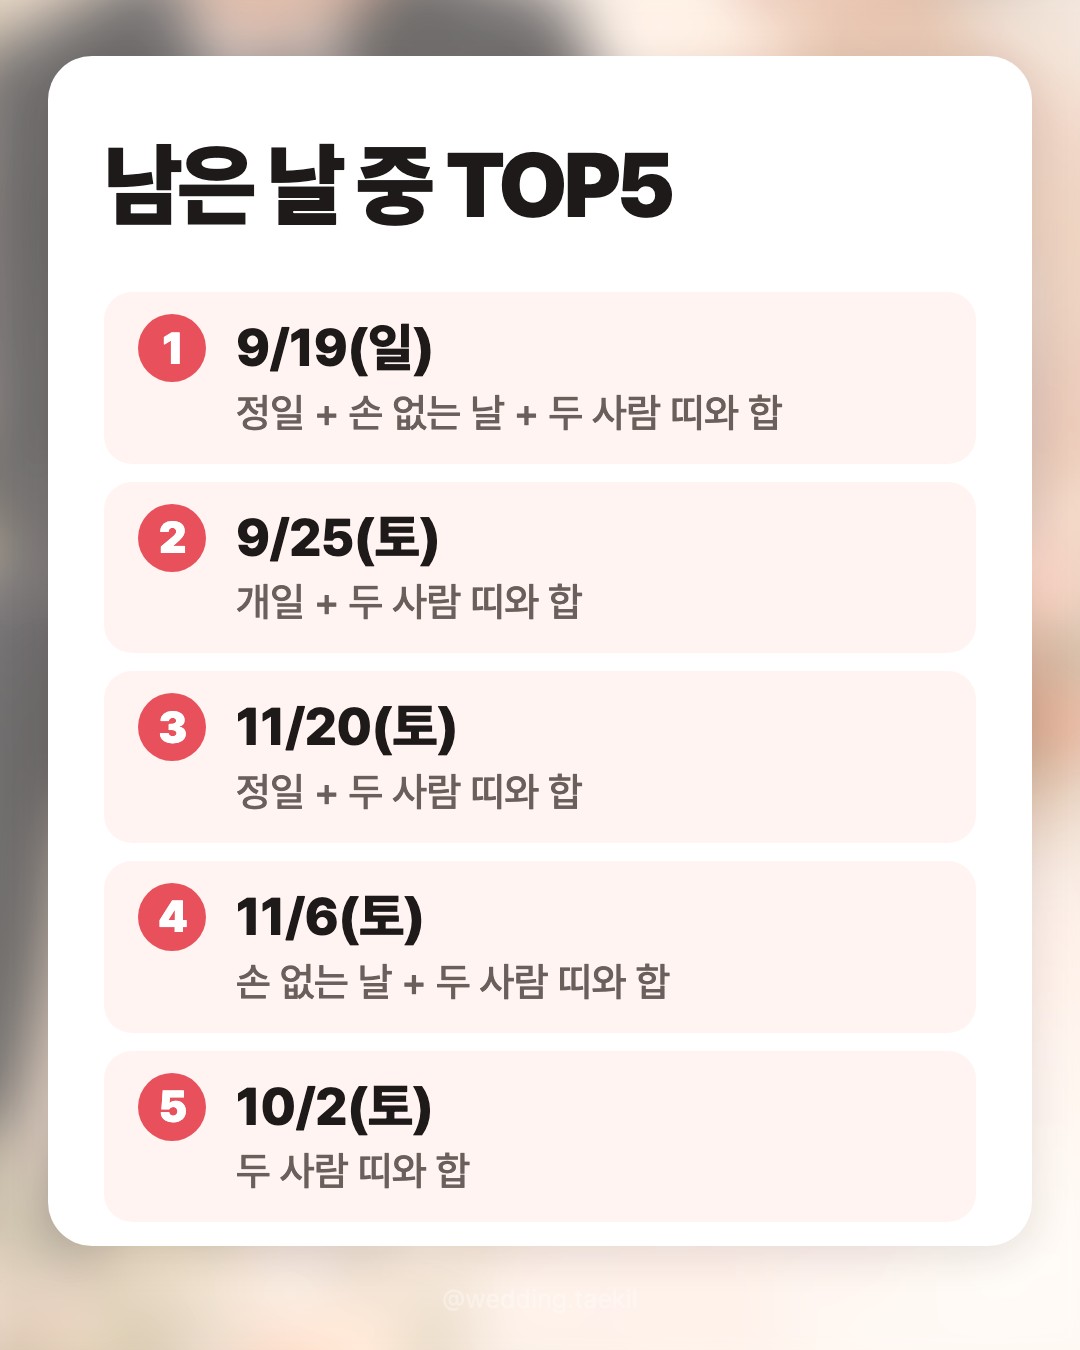 남은 날 중 TOP5
1
9/19(일)
정일 + 손 없는 날 + 두 사람 띠와 합
2
9/25(토)
개일 + 두 사람 띠와 합
3
11/20(토)
정일 + 두 사람 띠와 합
4
11/6(토)
손 없는 날 + 두 사람 띠와 합
5
10/2(토)
두 사람 띠와 합